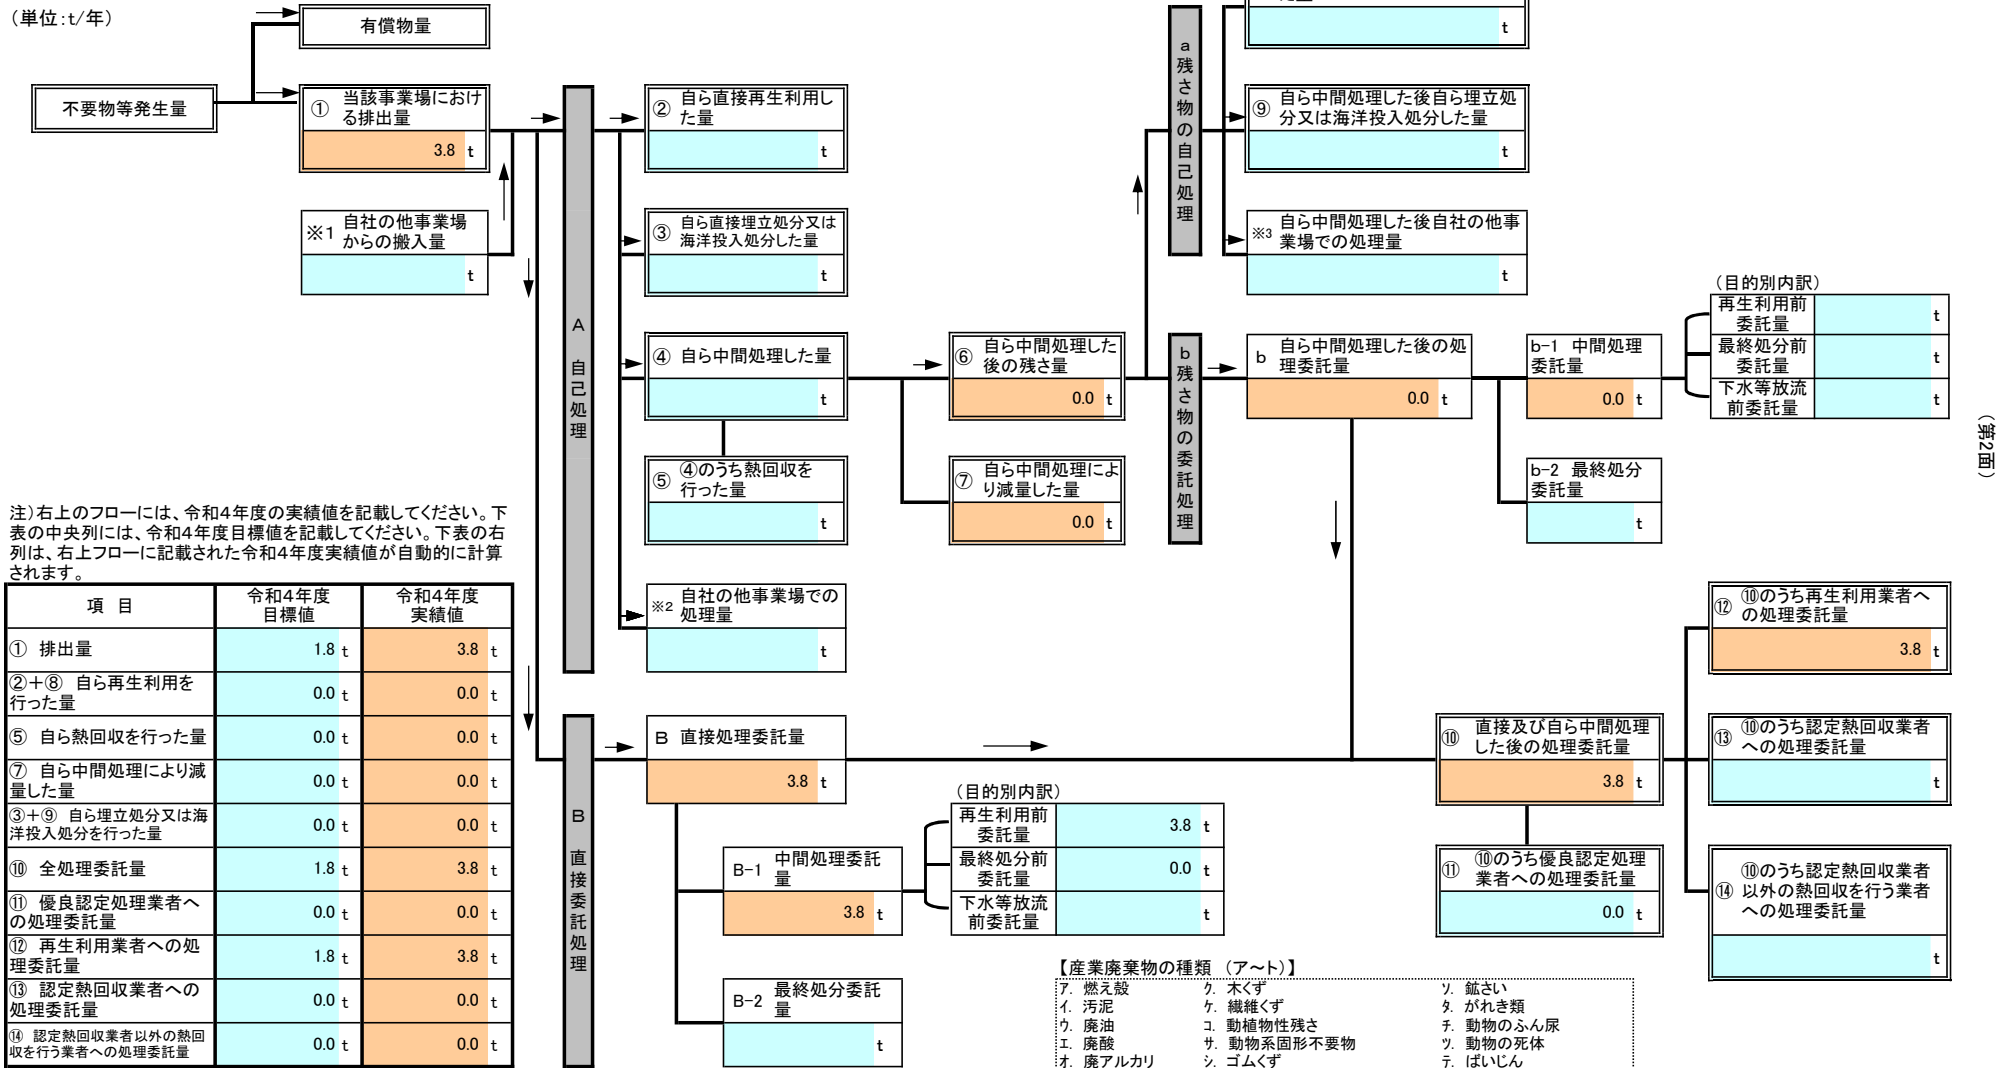 （単位:t/年）
有償物量
不要物等発生量
① 当該事業場におけ
る排出量
3.8 t
※1 自社の他事業場
からの搬入量
t
A 自己処理
② 自ら直接再生利用し
た量
t
③ 自ら直接埋立処分又は
海洋投入処分した量
t
④ 自ら中間処理した量
t
⑤ ④のうち熱回収を
行った量
t
※2 自社の他事業場での
処理量
t
⑥ 自ら中間処理した
後の残さ量
0.0 t
⑦ 自ら中間処理によ
り減量した量
0.0 t
a 残さ物の自己処理
t
⑨ 自ら中間処理した後自ら埋立処
分又は海洋投入処分した量
t
※3 自ら中間処理した後自社の他事
業場での処理量
t
b 残さ物の委託処理
b 自ら中間処理した後の処
理委託量
0.0 t
b-1 中間処理
委託量
0.0 t
b-2 最終処分
委託量
t
（目的別内訳）
再生利用前
委託量
t
最終処分前
委託量
t
下水等放流
前委託量
t
（第2面）
注）右上のフローには、令和4年度の実績値を記載してください。下
表の中央列には、令和4年度目標値を記載してください。下表の右
列は、右上フローに記載された令和4年度実績値が自動的に計算
されます。
項 目 令和4年度 令和4年度
目標値 実績値
① 排出量 1.8 t 3.8 t
②＋⑧ 自ら再生利用を
行った量 0.0 t 0.0 t
⑤ 自ら熱回収を行った量 0.0 t 0.0 t
⑦ 自ら中間処理により減
量した量 0.0 t 0.0 t
③＋⑨ 自ら埋立処分又は海
洋投入処分を行った量 0.0 t 0.0 t
⑩ 全処理委託量 1.8 t 3.8 t
⑪ 優良認定処理業者へ
の処理委託量 0.0 t 0.0 t
⑫ 再生利用業者への処
理委託量 1.8 t 3.8 t
⑬ 認定熱回収業者への
処理委託量 0.0 t 0.0 t
⑭ 認定熱回収業者以外の熱回
収を行う業者への処理委託量 0.0 t 0.0 t
B 直接委託処理
B 直接処理委託量
3.8 t
B-1 中間処理委託
量
3.8 t
B-2 最終処分委託
量
t
（目的別内訳）
再生利用前
委託量
3.8 t
最終処分前
委託量
0.0 t
下水等放流
前委託量
t
⑩ 直接及び自ら中間処理
した後の処理委託量
3.8 t
⑪ ⑩のうち優良認定処理
業者への処理委託量
0.0 t
⑫ ⑩のうち再生利用業者へ
の処理委託量
3.8 t
⑬ ⑩のうち認定熱回収業者
への処理委託量
t
⑭ ⑩のうち認定熱回収業者
以外の熱回収を行う業者
への処理委託量
t
【産業廃棄物の種類 （ア～ト）】
ア. 燃え殻 ク. 木くず ソ. 鉱さい
イ. 汚泥 ケ. 繊維くず タ. がれき類
ウ. 廃油 コ. 動植物性残さ チ. 動物のふん尿
エ. 廃酸 サ. 動物系固形不要物 ツ. 動物の死体
オ. 廃アルカリ シ. ゴムくず テ. ばいじん